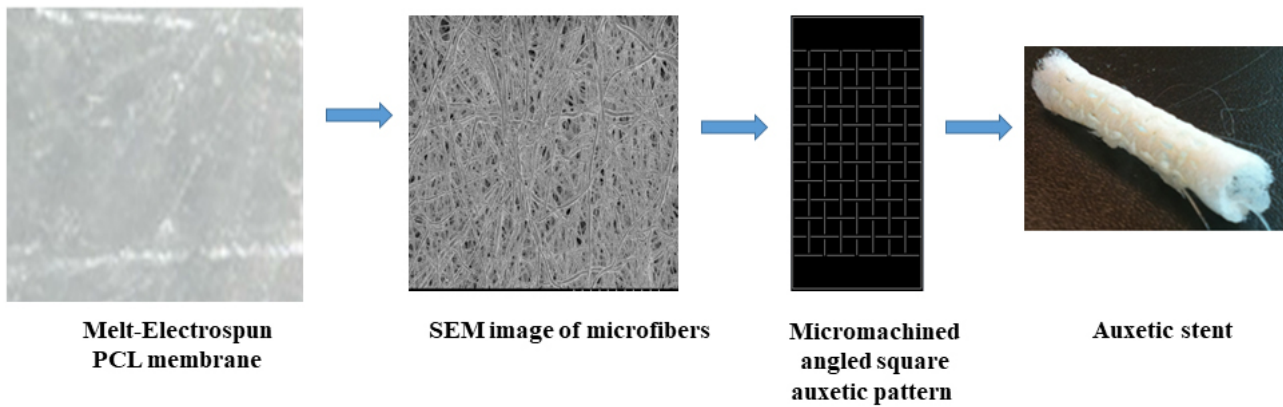 Melt-Electrospun
PCL membrane
SEM image of microfibers
Micromachined
angled square
auxetic pattern
Auxetic stent